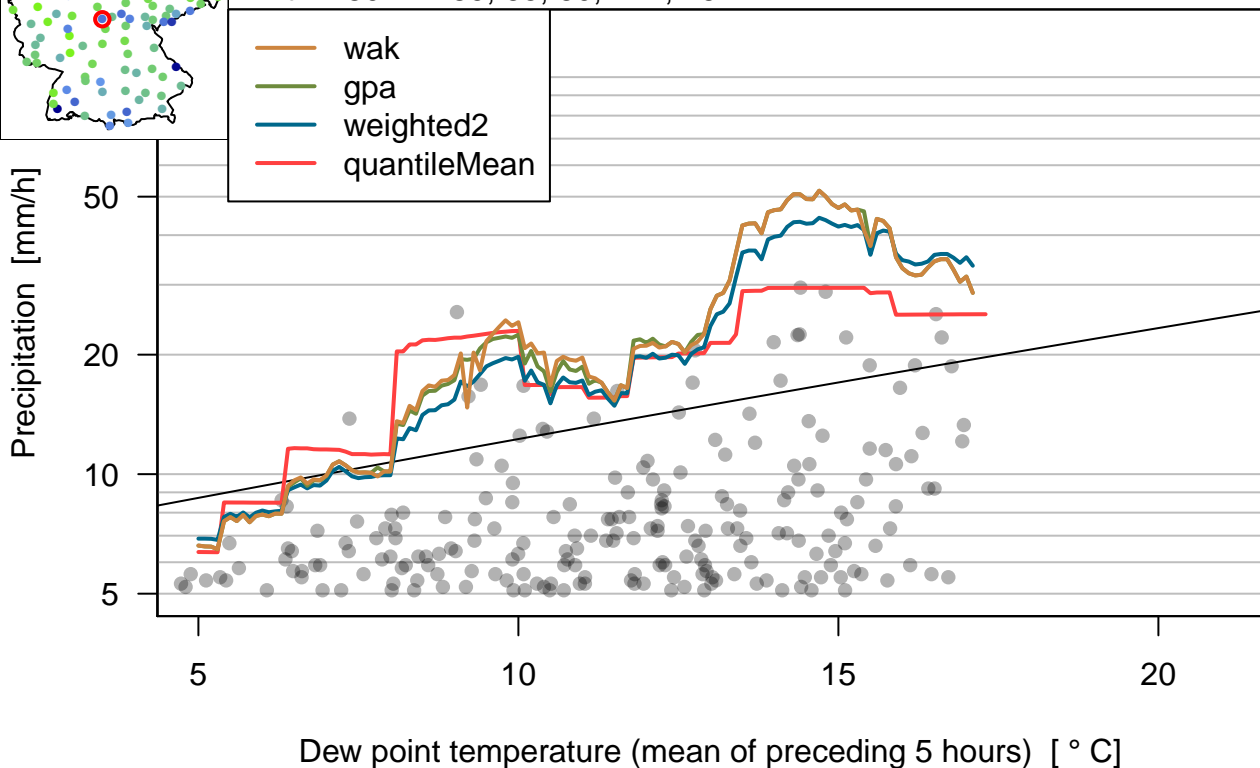 wak
gpa
weighted2
quantileMean
Precipitation [mm/h]
50
20
10
5
5 10 15 20
Dew point temperature (mean of preceding 5 hours) [ ° C]